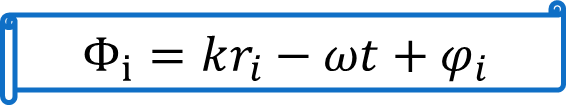 Φᵢ = krᵢ − ωt + φᵢ